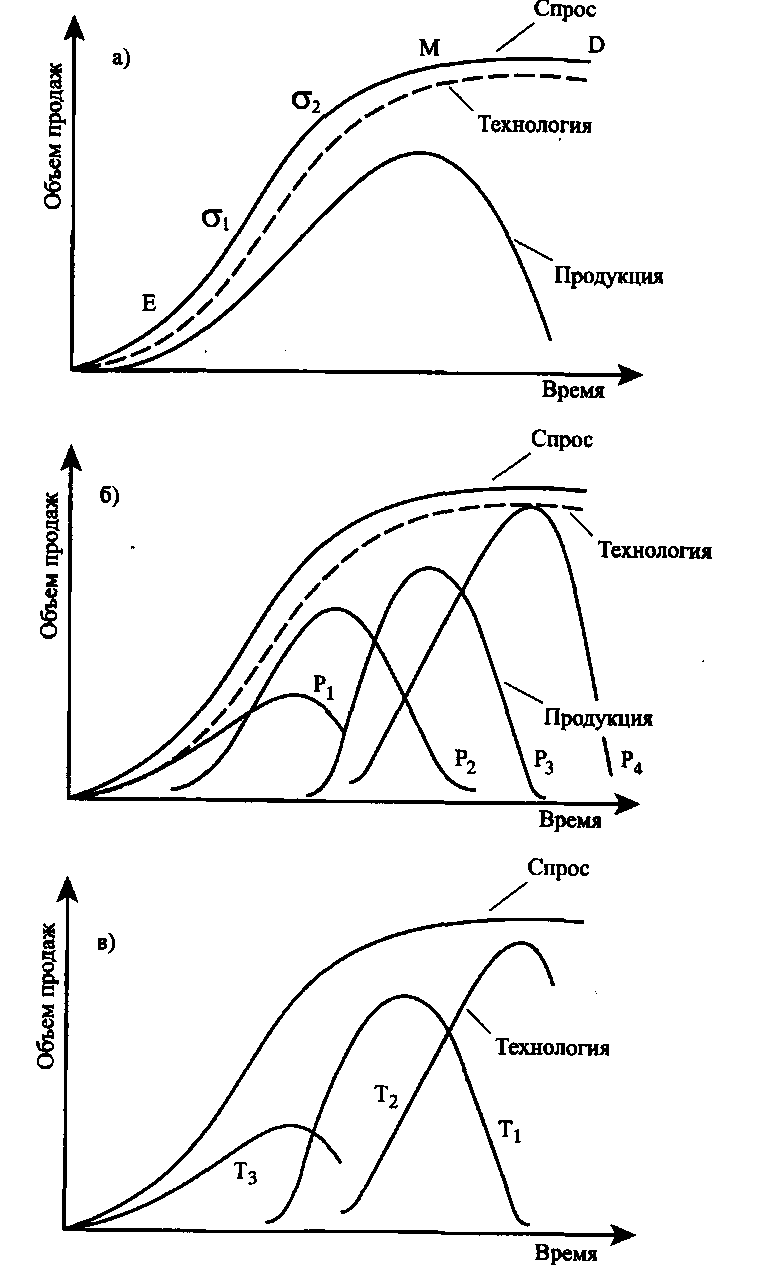 Спрос
а)
M
D
σ2
Технология
Объем продаж
σ1
Продукция
E
Время
Спрос
б)
Технология
Объем продаж
P1
Продукция
P2
P3
P4
Время
Спрос
в)
Объем продаж
Технология
T2
T1
T3
Время